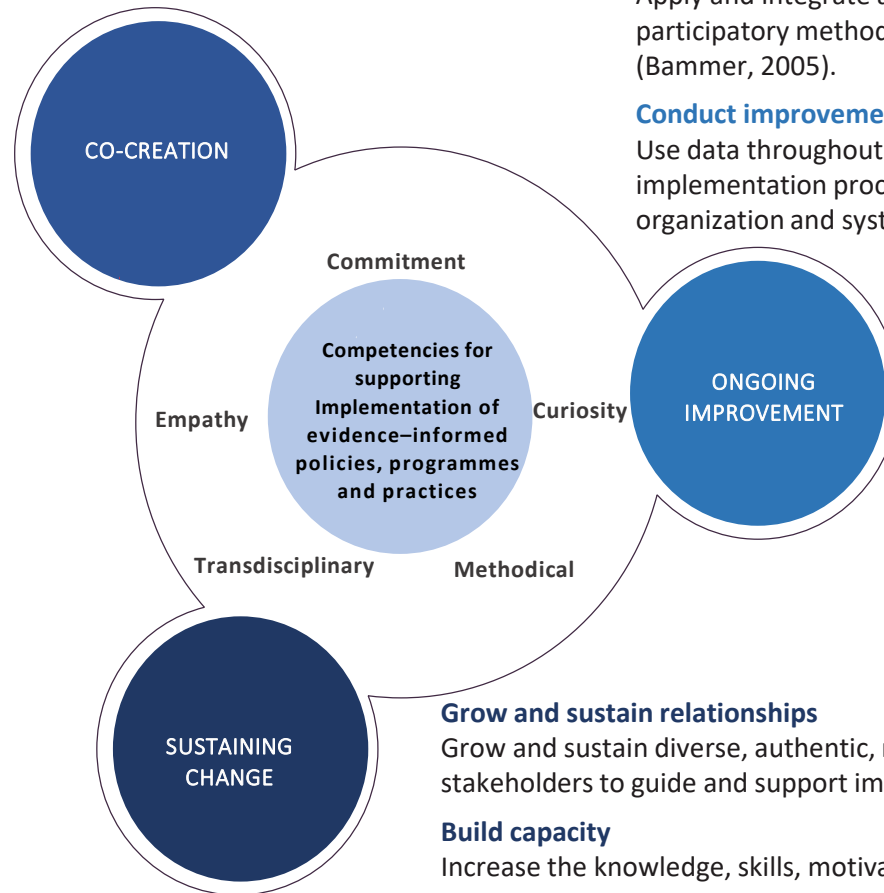 participatory method
(Bammer, 2005).
Conduct improveme
Use data throughout
implementation proc
organization and syst
CO-CREATION
Commitment
Competencies for
supporting
Implementation of
evidence–informed
policies, programmes
and practices
Empathy
Curiosity
ONGOING
IMPROVEMENT
Transdisciplinary
Methodical
SUSTAINING
CHANGE
Grow and sustain relationships
Grow and sustain diverse, authentic,
stakeholders to guide and support im
Build capacity
Increase the knowledge, skills, motiva